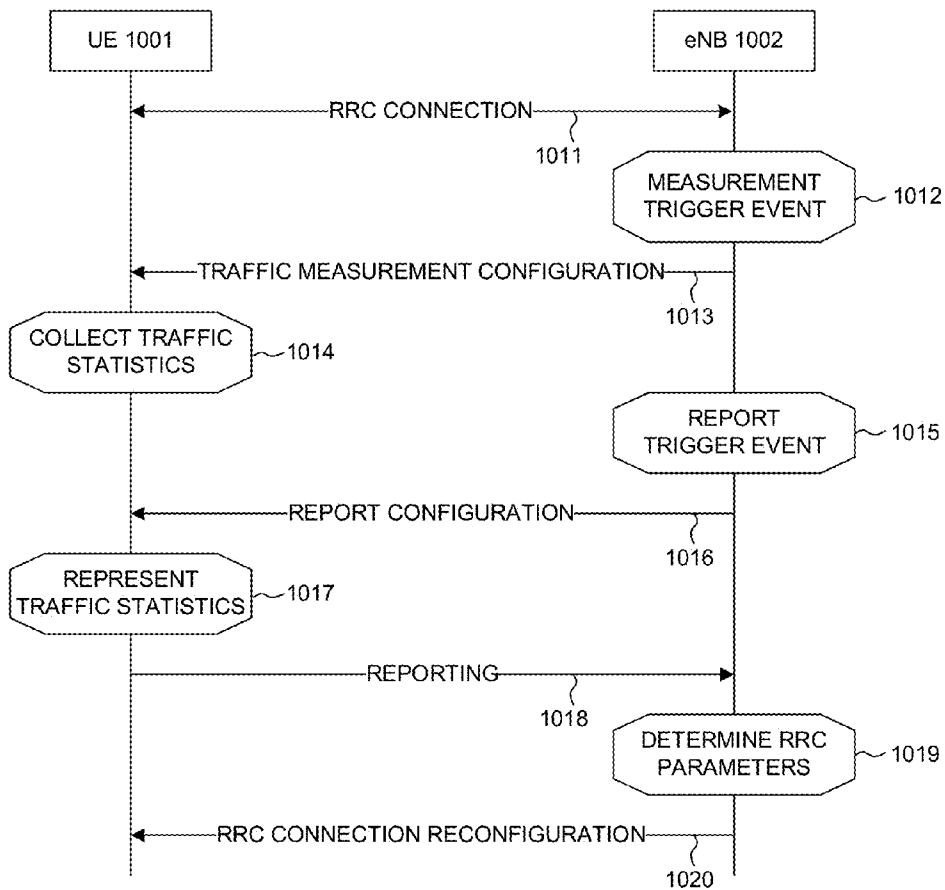 UE 1001
eNB 1002
RRC CONNECTION
1011
MEASUREMENT
TRIGGER EVENT
1012
TRAFFIC MEASUREMENT CONFIGURATION
1013
COLLECT TRAFFIC
STATISTICS
1014
REPORT
TRIGGER EVENT
1015
REPORT CONFIGURATION
1016
REPRESENT
TRAFFIC STATISTICS
1017
REPORTING
1018
DETERMINE RRC
PARAMETERS
1019
RRC CONNECTION RECONFIGURATION
1020